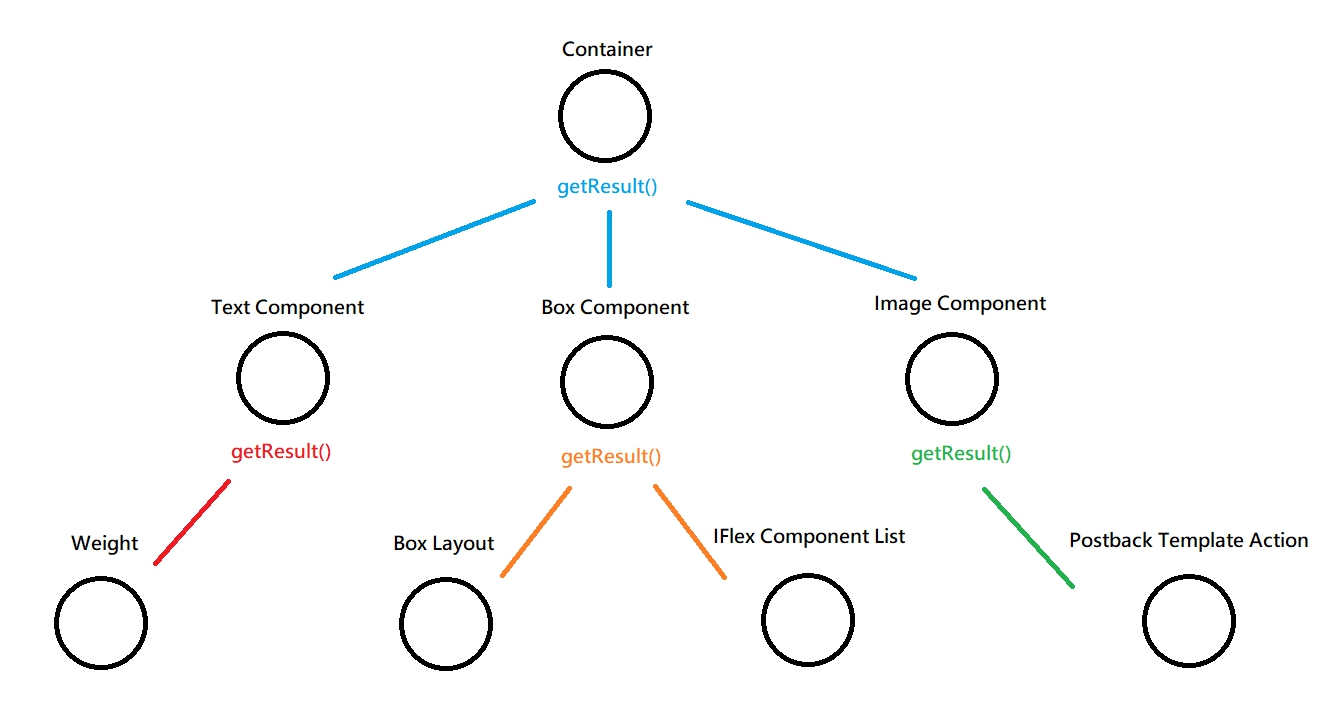 Container
getResult()
Text Component
Box Component
Image Component
getResult()
getResult()
getResult()
Weight
Box Layout
IFlex Component List
Postback Template Action